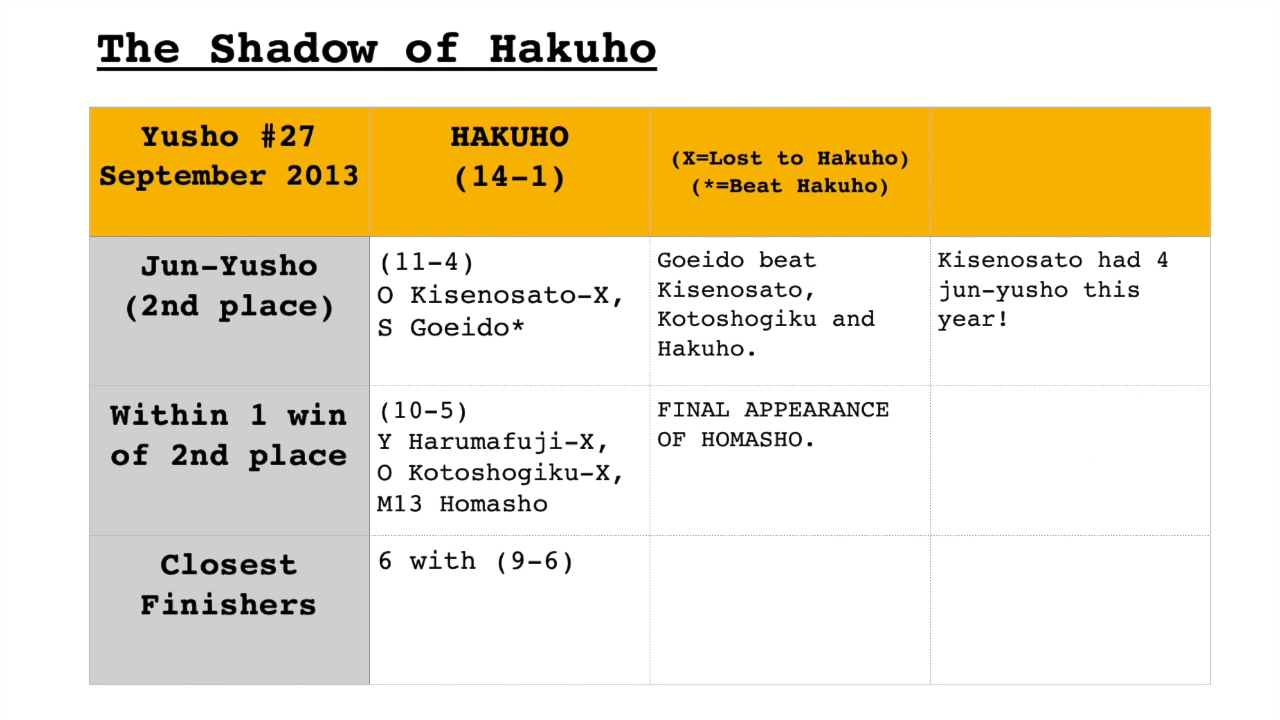 The Shadow of Hakuho
Yusho #27
September 2013
HAKUHO
(14-1)
(X=Lost to Hakuho)
(*=Beat Hakuho)
Jun-Yusho
(2nd place)
(11-4)
O Kisenosato-X,
S Goeido*
Goeido beat
Kisenosato,
Kotoshogiku and
Hakuho.
Kisenosato had 4
jun-yusho this
year!
Within 1 win
of 2nd place
(10-5)
Y Harumafuji-X,
O Kotoshogiku-X,
M13 Homasho
FINAL APPEARANCE
OF HOMASHO.
Closest
Finishers
6 with (9-6)